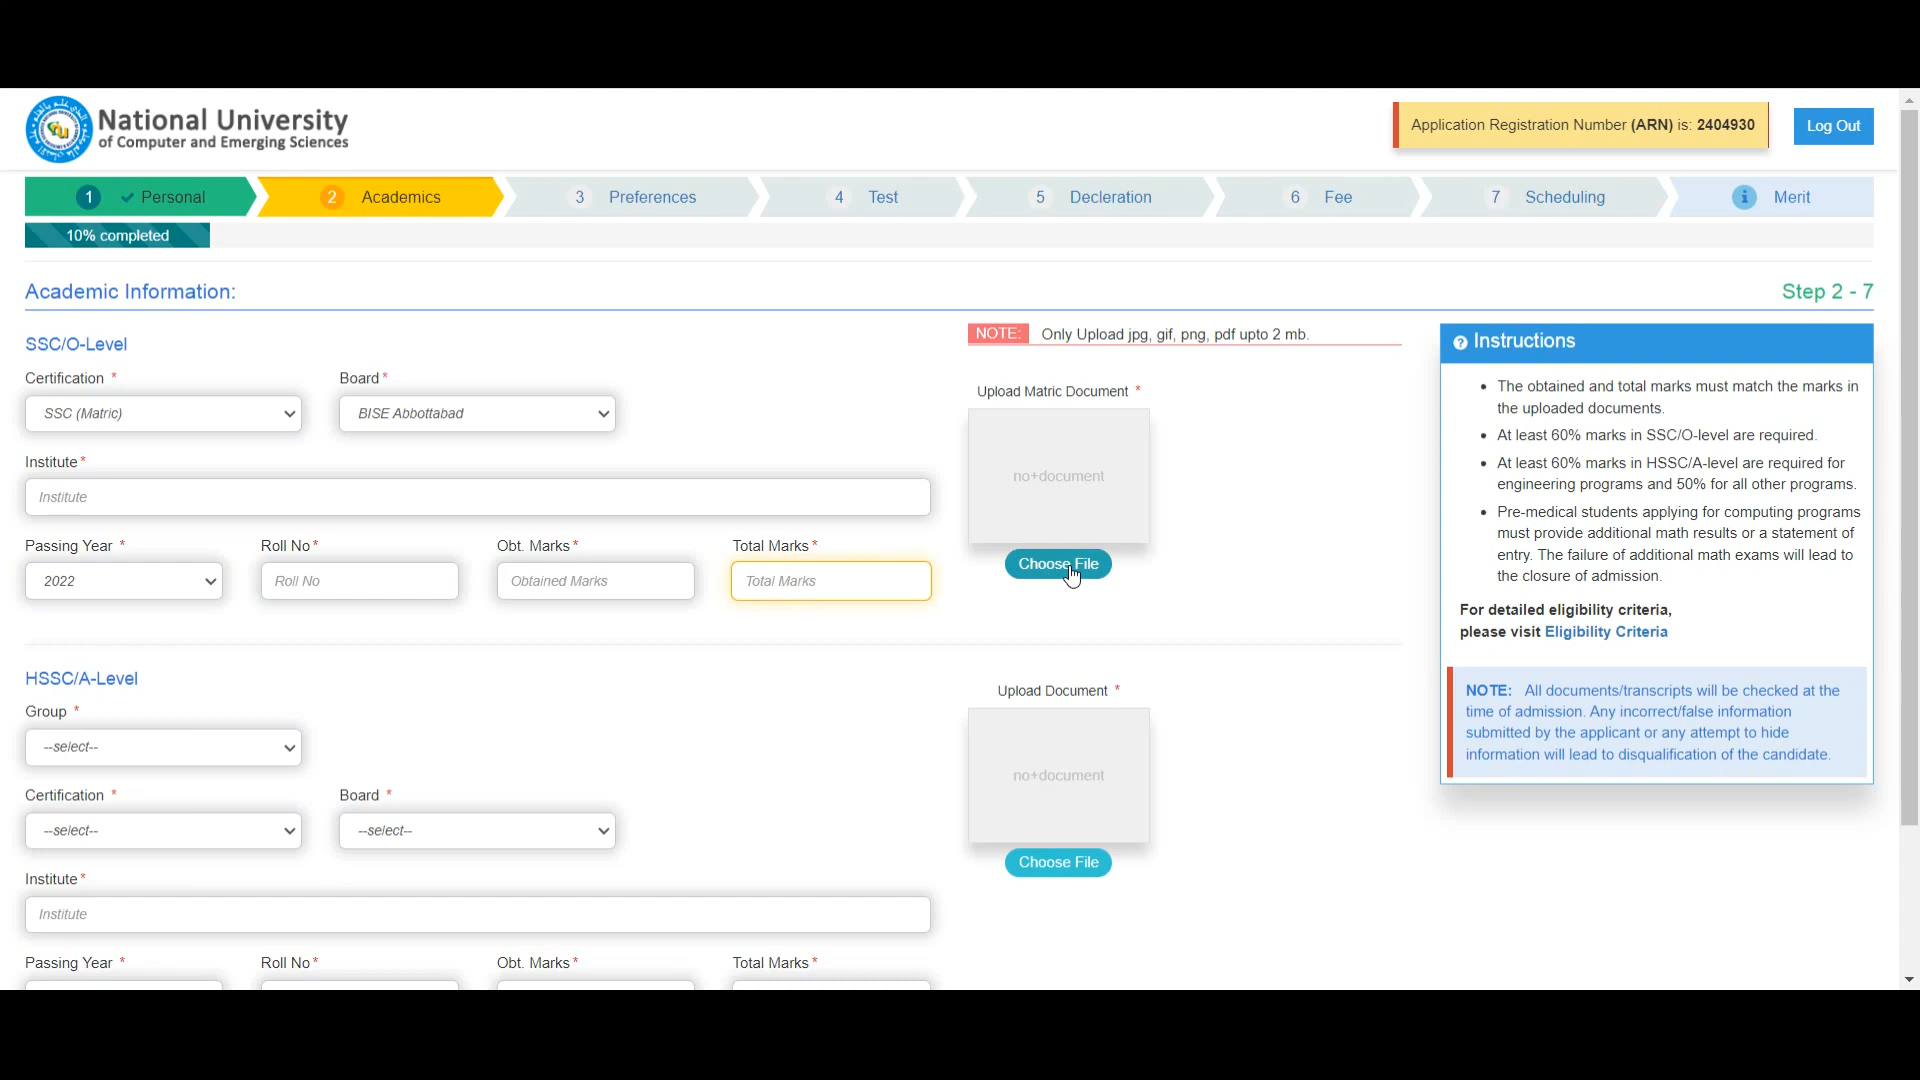 National University
of Computer and Emerging Sciences
Application Registration Number (ARN) is: 2404930
Log Out
1 Personal
2 Academics
3 Preferences
4 Test
5 Decleration
6 Fee
7 Scheduling
i Merit
10% completed
Academic Information:
Step 2 - 7
SSC/O-Level
Certification *
Board *
SSC (Matric)
BISE Abbottabad
Institute *
Institute
Passing Year *
Roll No *
Obt. Marks *
Total Marks *
2022
Roll No
Obtained Marks
Total Marks
NOTE: Only Upload jpg, gif, png, pdf upto 2 mb.
Upload Matric Document *
no+document
Choose File
HSSC/A-Level
Group *
--select--
Certification *
Board *
--select--
--select--
Institute *
Institute
Passing Year *
Roll No *
Obt. Marks *
Total Marks *
Upload Document *
no+document
Choose File
? Instructions
• The obtained and total marks must match the marks in
the uploaded documents.
• At least 60% marks in SSC/O-level are required.
• At least 60% marks in HSSC/A-level are required for
engineering programs and 50% for all other programs.
• Pre-medical students applying for computing programs
must provide additional math results or a statement of
entry. The failure of additional math exams will lead to
the closure of admission.
For detailed eligibility criteria,
please visit Eligibility Criteria
NOTE: All documents/transcripts will be checked at the
time of admission. Any incorrect/false information
submitted by the applicant or any attempt to hide
information will lead to disqualification of the candidate.